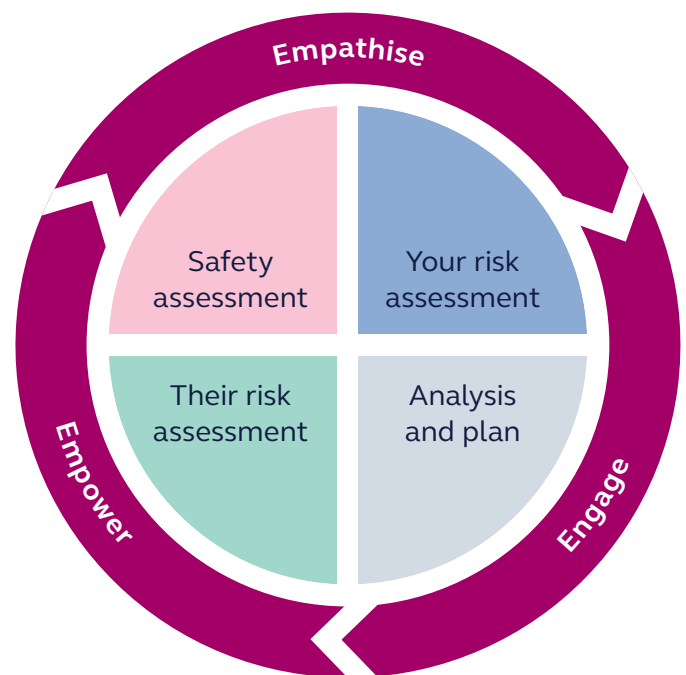 Empathise
Safety
assessment
Your risk
assessment
Their risk
assessment
Analysis
and plan
Empower
Engage